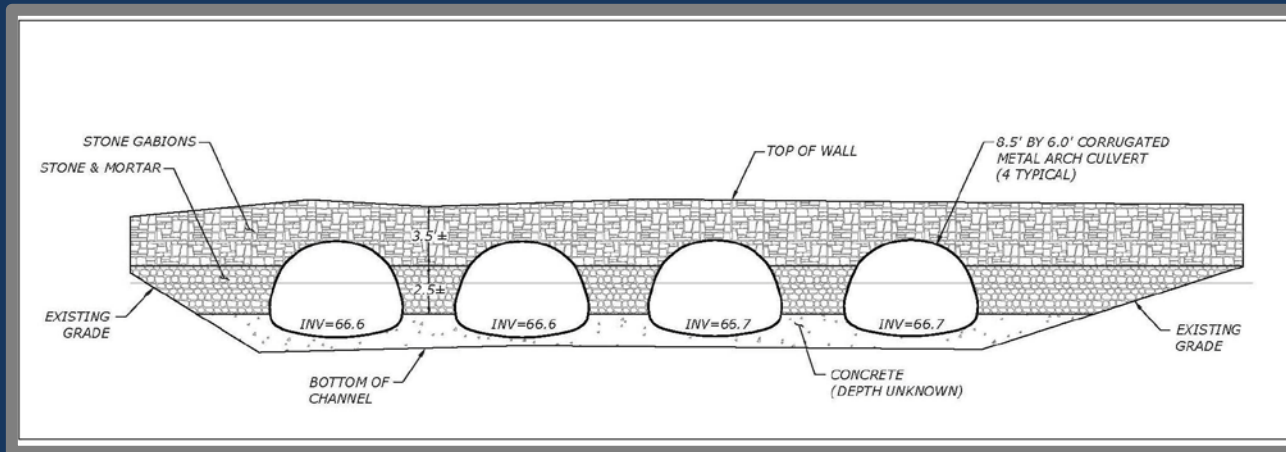 STONE GABIONS
STONE & MORTAR
TOP OF WALL
8.5' BY 6.0' CORRUGATED
METAL ARCH CULVERT
(4 TYPICAL)
3.5 ±
2.5±
EXISTING
GRADE
INV=66.6
INV=66.6
INV=66.7
INV=66.7
EXISTING
GRADE
BOTTOM OF
CHANNEL
CONCRETE
(DEPTH UNKNOWN)